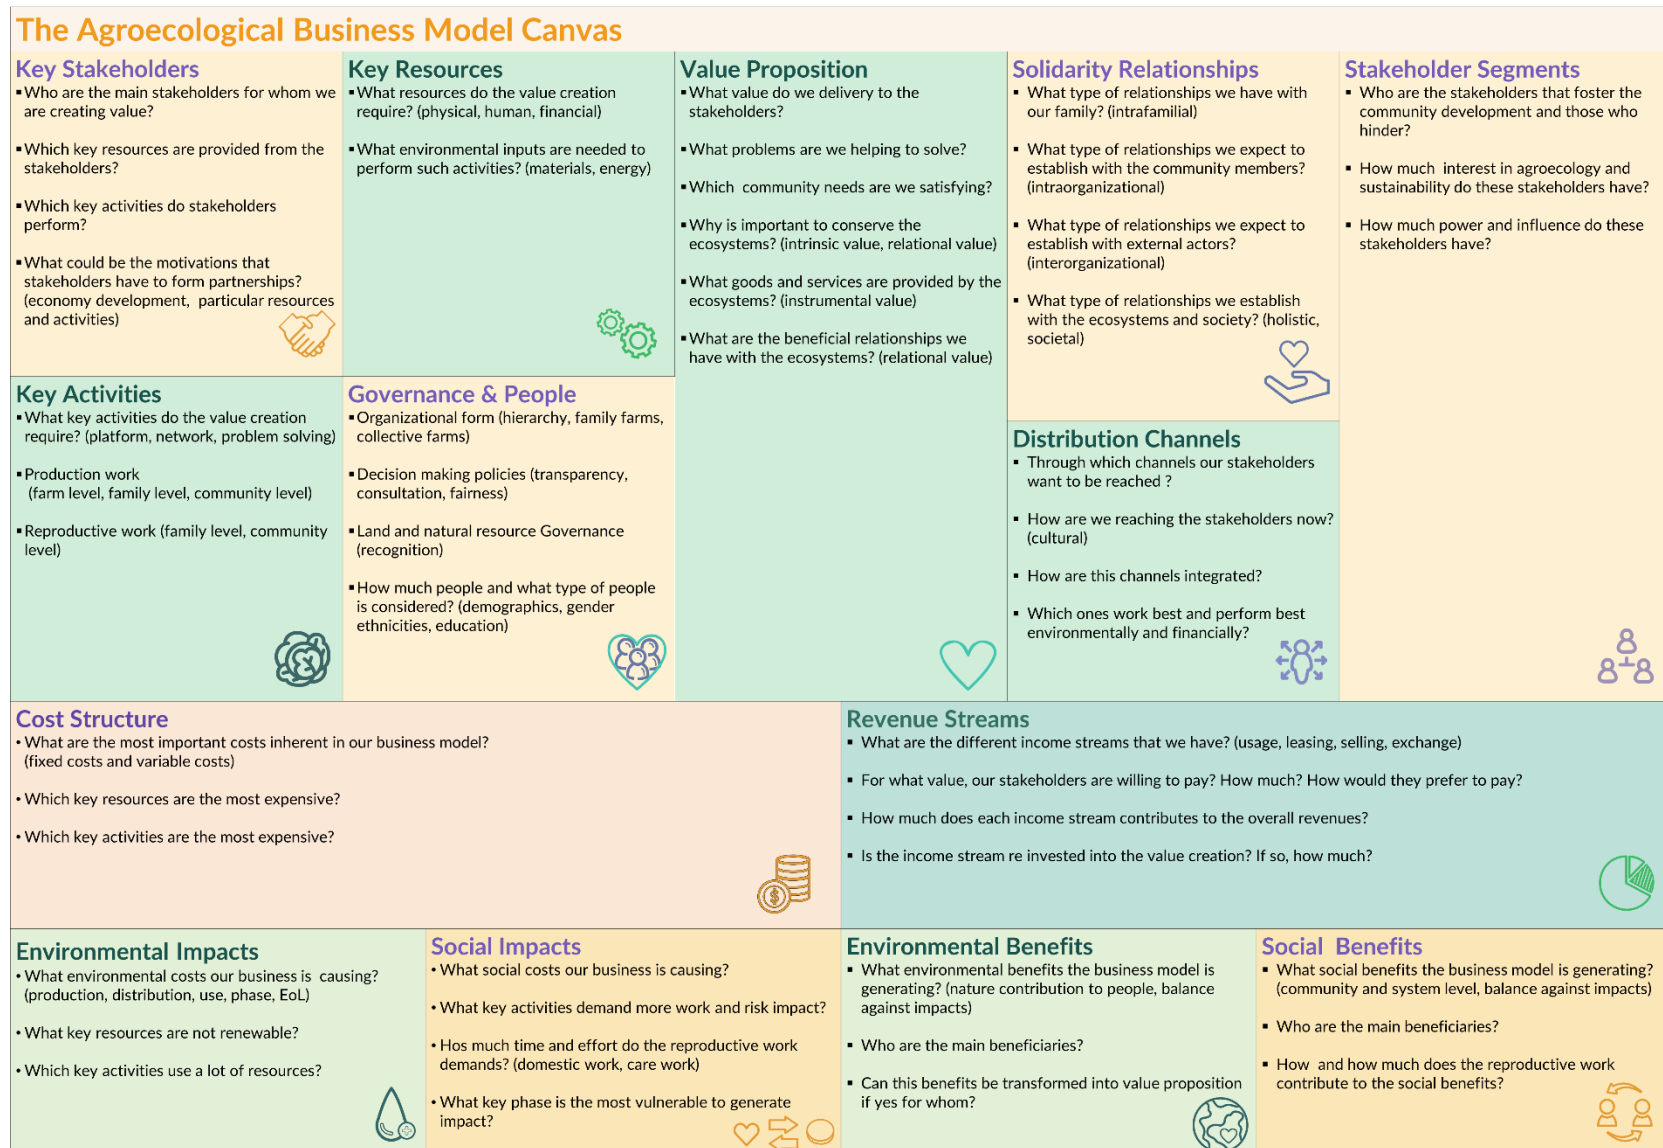 The Agroecological Business Model Canvas
Key Stakeholders
▪Who are the main stakeholders for whom we
are creating value?
▪Which key resources are provided from the
stakeholders?
▪Which key activities do stakeholders
perform?
▪What could be the motivations that
stakeholders have to form partnerships?
(economy development, particular resources
and activities)
Key Resources
▪What resources do the value creation
require? (physical, human, financial)
▪What environmental inputs are needed to
perform such activities? (materials, energy)
Value Proposition
▪What value do we delivery to the
stakeholders?
▪What problems are we helping to solve?
▪Which community needs are we satisfying?
▪Why is important to conserve the
ecosystems? (intrinsic value, relational value)
▪What goods and services are provided by the
ecosystems? (instrumental value)
▪What are the beneficial relationships we
have with the ecosystems? (relational value)
Solidarity Relationships
▪ What type of relationships we have with
our family? (intrafamilial)
▪ What type of relationships we expect to
establish with the community members?
(intraorganizational)
▪ What type of relationships we expect to
establish with external actors?
(interorganizational)
▪ What type of relationships we establish
with the ecosystems and society? (holistic,
societal)
Stakeholder Segments
▪ Who are the stakeholders that foster the
community development and those who
hinder?
▪ How much interest in agroecology and
sustainability do these stakeholders have?
▪ How much power and influence do these
stakeholders have?
Key Activities
▪What key activities do the value creation
require? (platform, network, problem solving)
▪Production work
(farm level, family level, community level)
▪Reproductive work (family level, community
level)
Governance & People
▪Organizational form (hierarchy, family farms,
collective farms)
▪Decision making policies (transparency,
consultation, fairness)
▪Land and natural resource Governance
(recognition)
▪How much people and what type of people
is considered? (demographics, gender
ethnicities, education)
Distribution Channels
▪ Through which channels our stakeholders
want to be reached ?
▪ How are we reaching the stakeholders now?
(cultural)
▪ How are this channels integrated?
▪ Which ones work best and perform best
environmentally and financially?
Cost Structure
• What are the most important costs inherent in our business model?
(fixed costs and variable costs)
• Which key resources are the most expensive?
• Which key activities are the most expensive?
$
Revenue Streams
▪ What are the different income streams that we have? (usage, leasing, selling, exchange)
▪ For what value, our stakeholders are willing to pay? How much? How would they prefer to pay?
▪ How much does each income stream contributes to the overall revenues?
▪ Is the income stream re invested into the value creation? If so, how much?
Environmental Impacts
• What environmental costs our business is causing?
(production, distribution, use, phase, EoL)
• What key resources are not renewable?
• Which key activities use a lot of resources?
Social Impacts
• What social costs our business is causing?
• What key activities demand more work and risk impact?
• Hos much time and effort do the reproductive work
demands? (domestic work, care work)
• What key phase is the most vulnerable to generate
impact?
Environmental Benefits
▪ What environmental benefits the business model is
generating? (nature contribution to people, balance
against impacts)
▪ Who are the main beneficiaries?
▪ Can this benefits be transformed into value proposition
if yes for whom?
Social Benefits
▪ What social benefits the business model is generating?
(community and system level, balance against impacts)
▪ Who are the main beneficiaries?
▪ How and how much does the reproductive work
contribute to the social benefits?